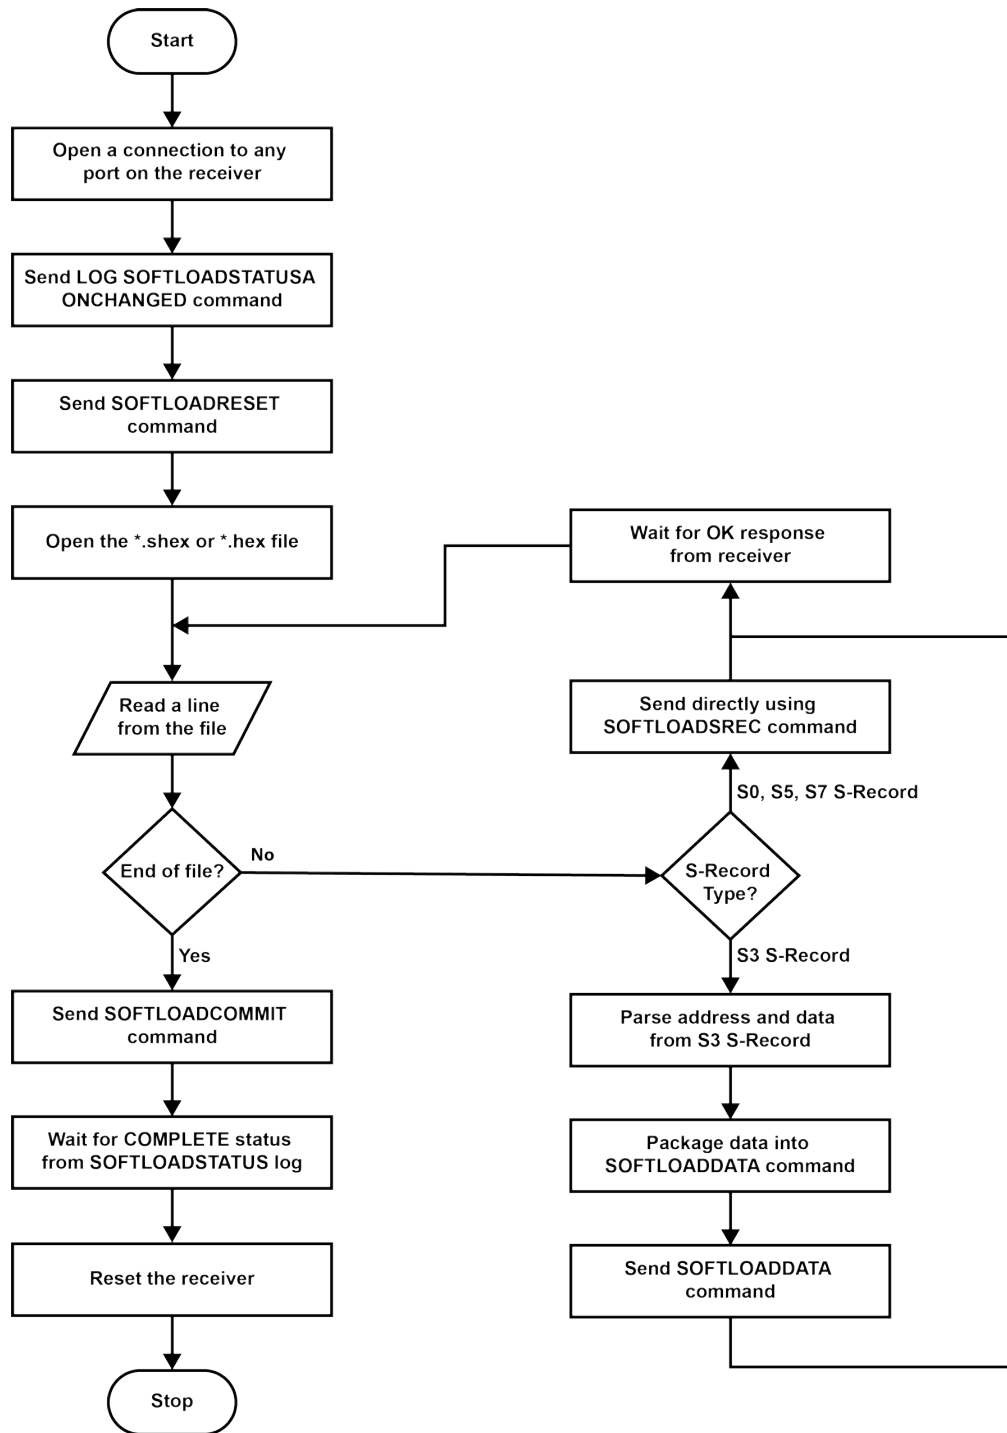 Start
Open a connection to any
port on the receiver
Send LOG SOFTLOADSTATUSA
ONCHANGED command
Send SOFTLOADRESET
command
Open the *.shex or *.hex file
Read a line
from the file
End of file?
No
Yes
Send SOFTLOADCOMMIT
command
Wait for COMPLETE status
from SOFTLOADSTATUS log
Reset the receiver
Stop
Wait for OK response
from receiver
Send directly using
SOFTLOADSREC command
S0, S5, S7 S-Record
S-Record
Type?
S3 S-Record
Parse address and data
from S3 S-Record
Package data into
SOFTLOADDATA command
Send SOFTLOADDATA
command